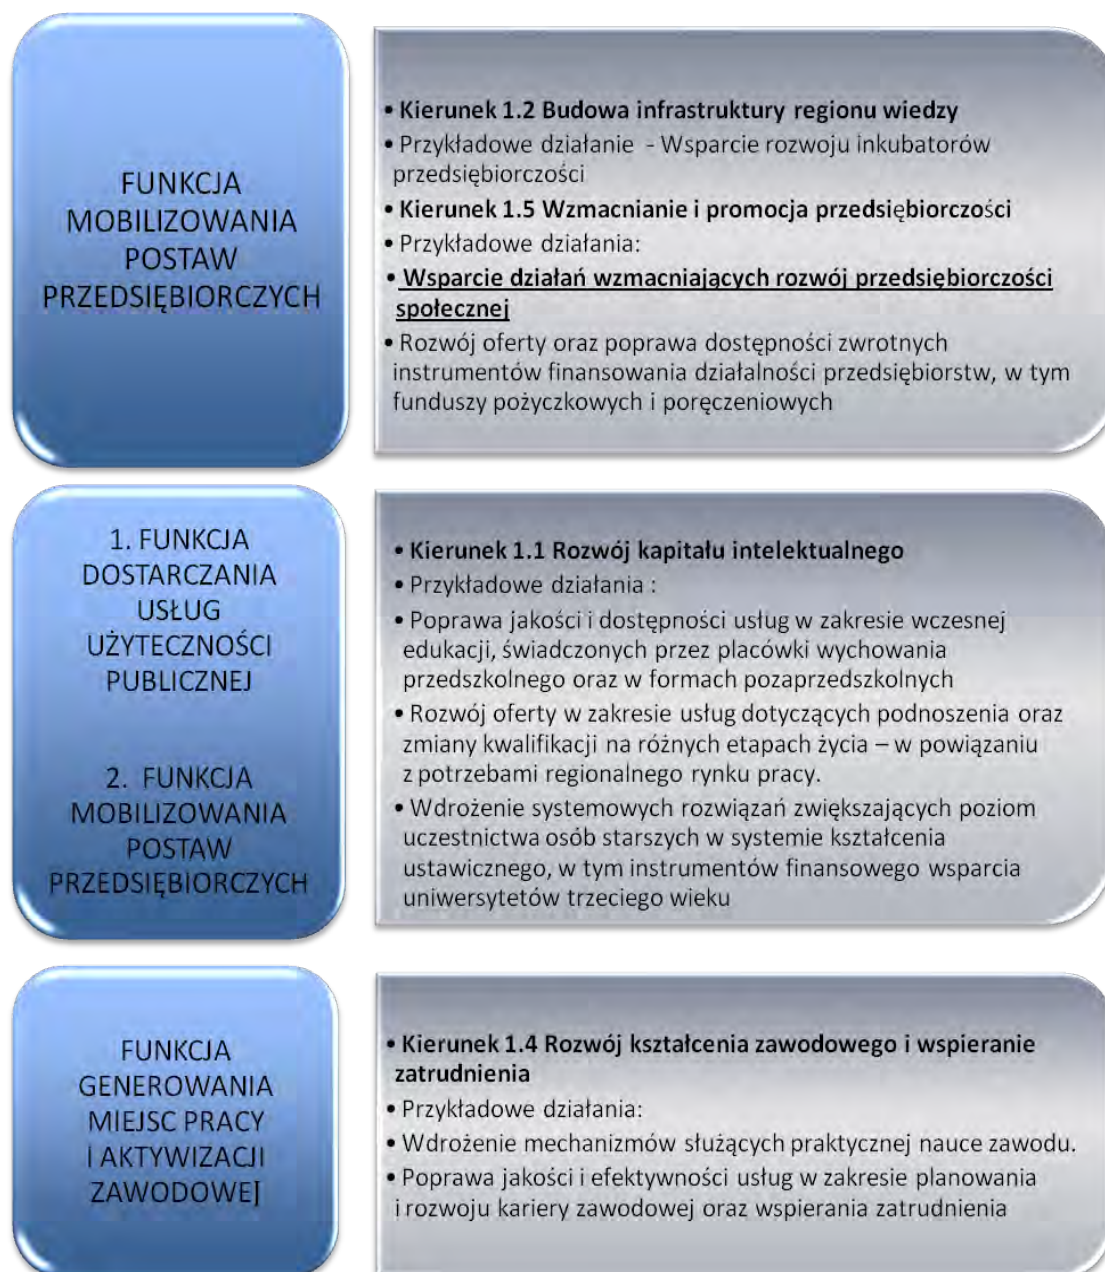 FUNKCJA
MOBILIZOWANIA
POSTAW
PRZEDSIĘBIORCZYCH
• Kierunek 1.2 Budowa infrastruktury regionu wiedzy
• Przykładowe działanie - Wsparcie rozwoju inkubatorów
przedsiębiorczości
• Kierunek 1.5 Wzmacnianie i promocja przedsiębiorczości
• Przykładowe działania:
• Wsparcie działań wzmacniających rozwój przedsiębiorczości
społecznej
• Rozwój oferty oraz poprawa dostępności zwrotnych
instrumentów finansowania działalności przedsiębiorstw, w tym
funduszy pożyczkowych i poręczeniowych
1. FUNKCJA
DOSTARCZANIA
USŁUG
UŻYTECZNOŚCI
PUBLICZNEJ
2. FUNKCJA
MOBILIZOWANIA
POSTAW
PRZEDSIĘBIORCZYCH
• Kierunek 1.1 Rozwój kapitału intelektualnego
• Przykładowe działania :
• Poprawa jakości i dostępności usług w zakresie wczesnej
edukacji, świadczonych przez placówki wychowania
przedszkolnego oraz w formach pozaprzedszkolnych
• Rozwój oferty w zakresie usług dotyczących podnoszenia oraz
zmiany kwalifikacji na różnych etapach życia – w powiązaniu
z potrzebami regionalnego rynku pracy.
• Wdrożenie systemowych rozwiązań zwiększających poziom
uczestnictwa osób starszych w systemie kształcenia
ustawicznego, w tym instrumentów finansowego wsparcia
uniwersytetów trzeciego wieku
FUNKCJA
GENEROWANIA
MIEJSC PRACY
I AKTYWIZACJI
ZAWODOWEJ
• Kierunek 1.4 Rozwój kształcenia zawodowego i wspieranie
zatrudnienia
• Przykładowe działania:
• Wdrożenie mechanizmów służących praktycznej nauce zawodu.
• Poprawa jakości i efektywności usług w zakresie planowania
i rozwoju kariery zawodowej oraz wspierania zatrudnienia